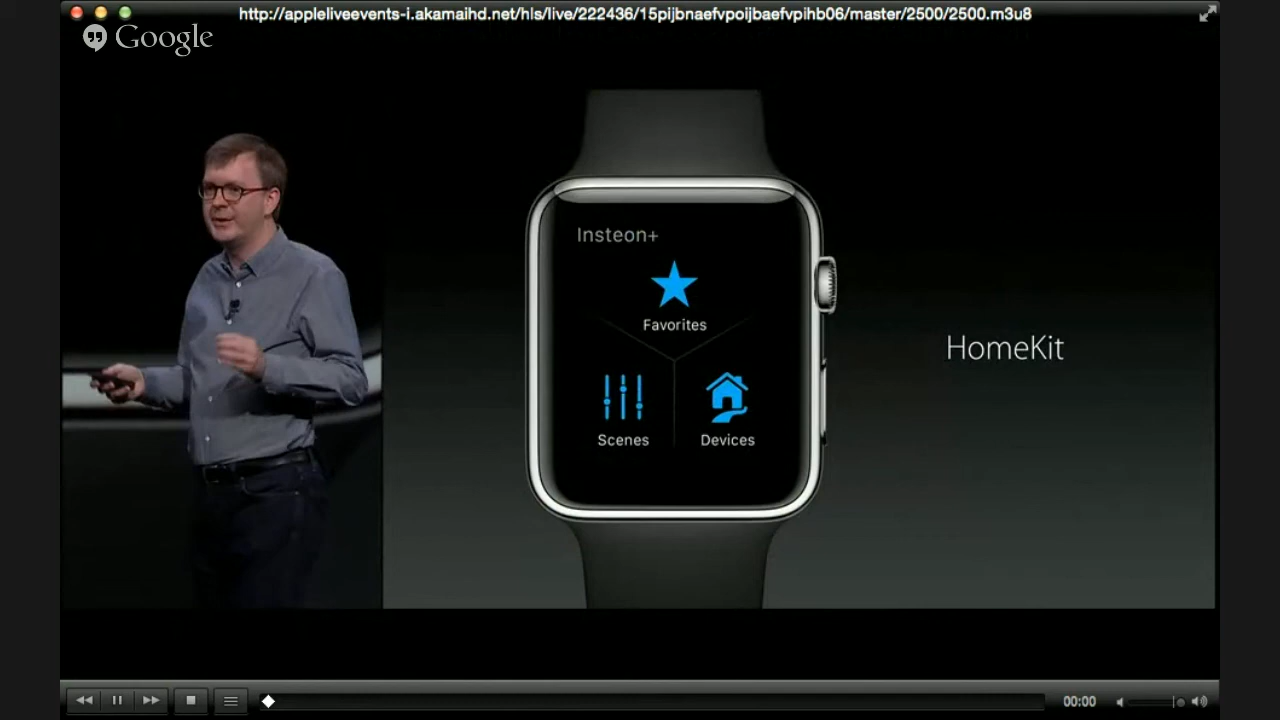 http://appleliveevents-i.akamaihd.net/hls/live/222436/15pijbnaefvpoijbaefvpihb06/master/2500/2500.m3u8
Google
Insteon+
Favorites
Scenes
Devices
HomeKit
00:00